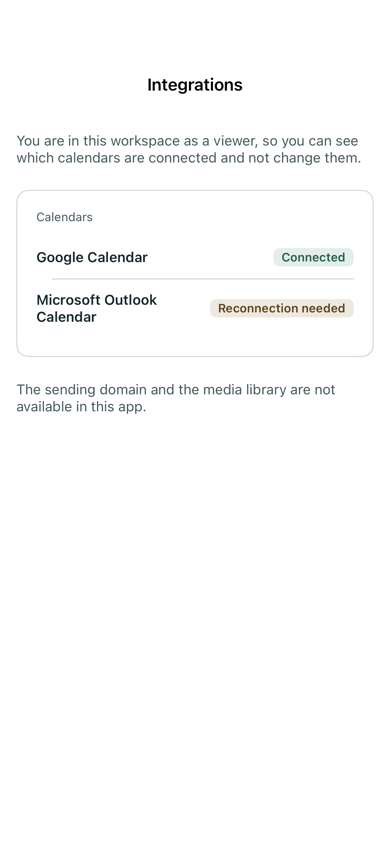 Integrations
You are in this workspace as a viewer, so you can see
which calendars are connected and not change them.
Calendars
Google Calendar
Connected
Microsoft Outlook
Calendar
Reconnection needed
The sending domain and the media library are not
available in this app.